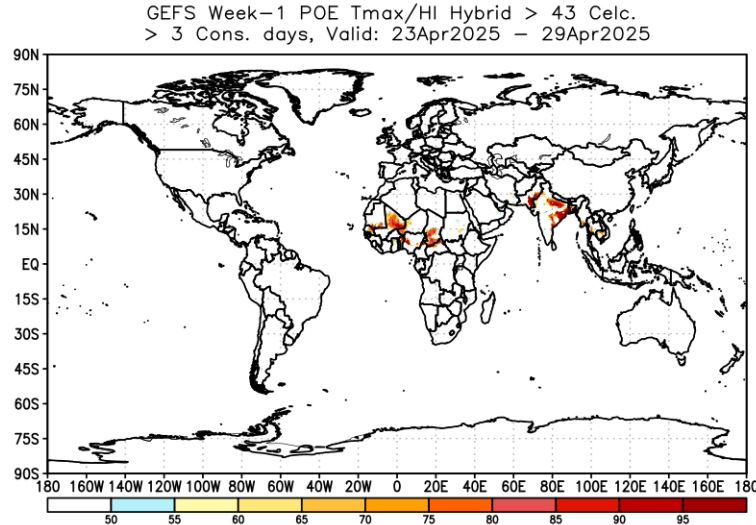 GEFS Week-1 POE Tmax/HI Hybrid > 43 Celc.
> 3 Cons. days, Valid: 23Apr2025 - 29Apr2025
90N
75N
60N
45N
30N
15N
EQ
15S
30S
45S
60S
75S
90S
180 160W 140W 120W 100W 80W 60W 40W 20W 0 20E 40E 60E 80E 100E 120E 140E 160E 180
50 55 60 65 70 75 80 85 90 95